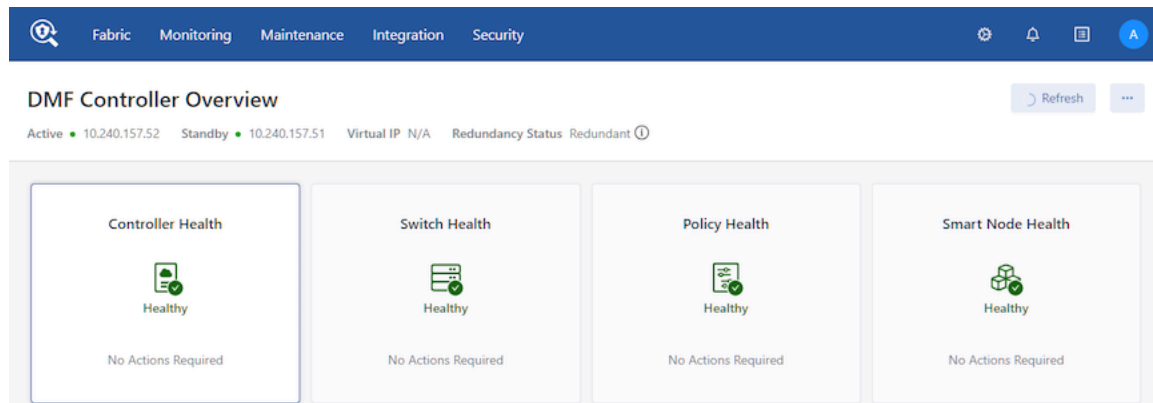 Fabric Monitoring Maintenance Integration Security A
DMF Controller Overview
Refresh ...
Active 10.240.157.52 Standby 10.240.157.51 Virtual IP N/A Redundancy Status Redundant
Controller Health Switch Health Policy Health Smart Node Health
Healthy Healthy Healthy Healthy
No Actions Required No Actions Required No Actions Required No Actions Required